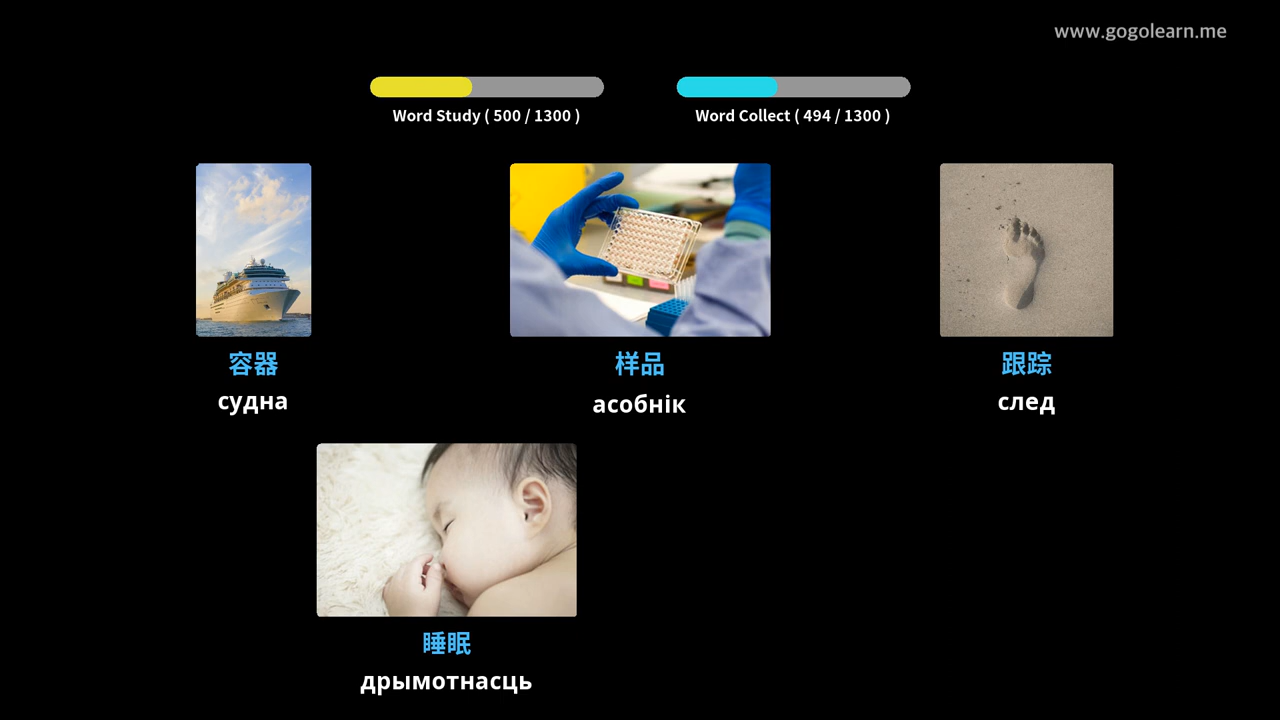 www.gogolearn.me
Word Study ( 500 / 1300 )
Word Collect ( 494 / 1300 )
容器
судна
样品
асобнік
跟踪
след
睡眠
дрымотнасць